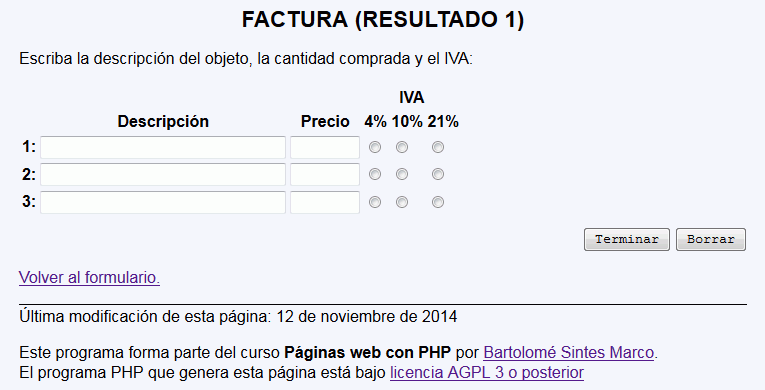 FACTURA (RESULTADO 1)
Escriba la descripción del objeto, la cantidad comprada y el IVA:
IVA
Descripción Precio 4% 10% 21%
1:
2:
3:
Terminar Borrar
Volver al formulario.
Última modificación de esta página: 12 de noviembre de 2014
Este programa forma parte del curso Páginas web con PHP por Bartolomé Sintes Marco.
El programa PHP que genera esta página está bajo licencia AGPL 3 o posterior